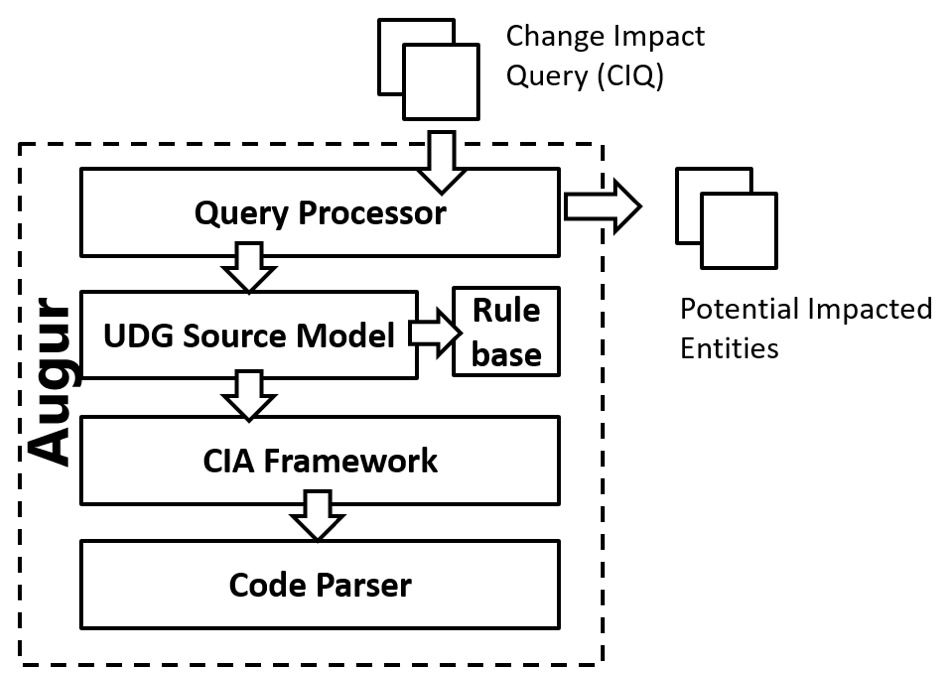 Change Impact
Query (CIQ)
Query Processor
Potential Impacted
Entities
UDG Source Model
Rule
base
Augur
CIA Framework
Code Parser